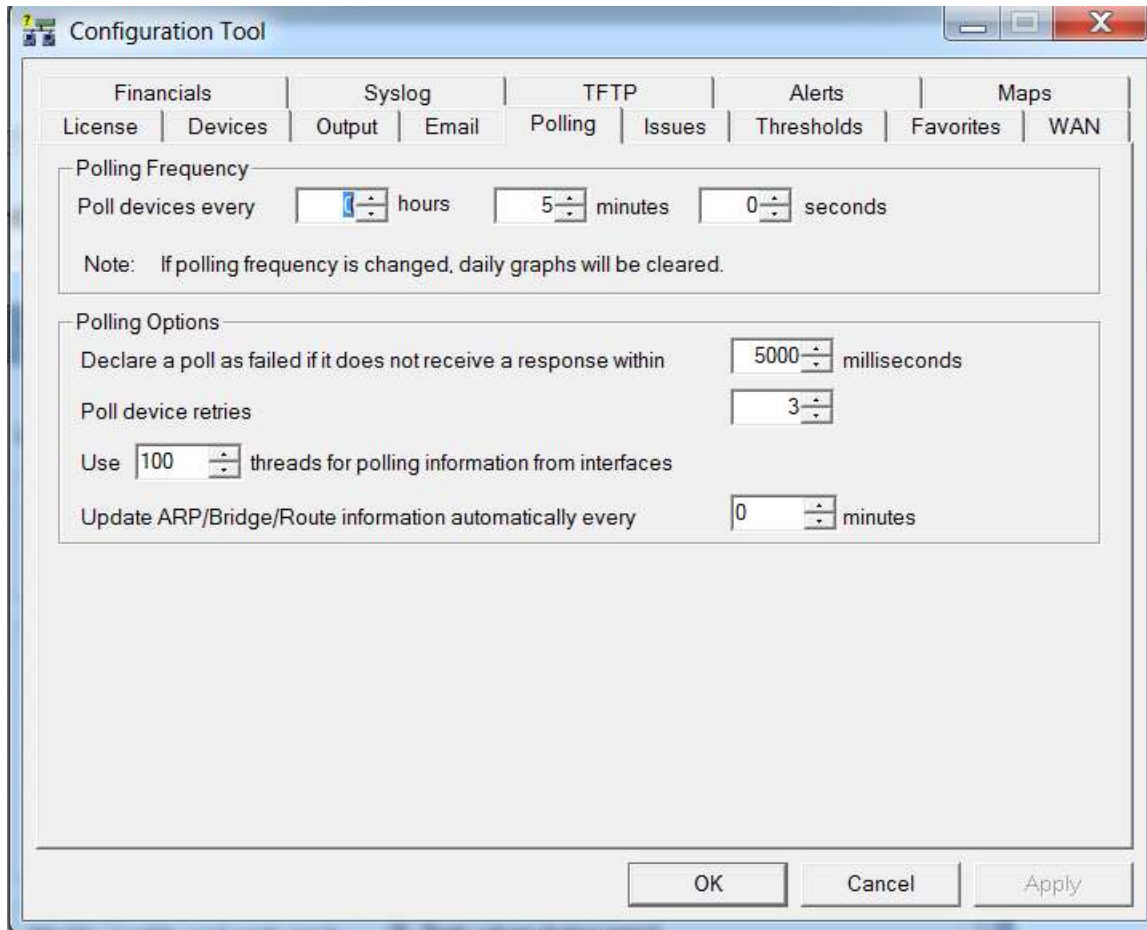 Configuration Tool
Financials Syslog TFTP Alerts Maps
License Devices Output Email Polling Issues Thresholds Favorites WAN
Polling Frequency
Poll devices every 0 hours 5 minutes 0 seconds
Note: If polling frequency is changed, daily graphs will be cleared.
Polling Options
Declare a poll as failed if it does not receive a response within 5000 milliseconds
Poll device retries 3
Use 100 threads for polling information from interfaces
Update ARP/Bridge/Route information automatically every 0 minutes
OK Cancel Apply